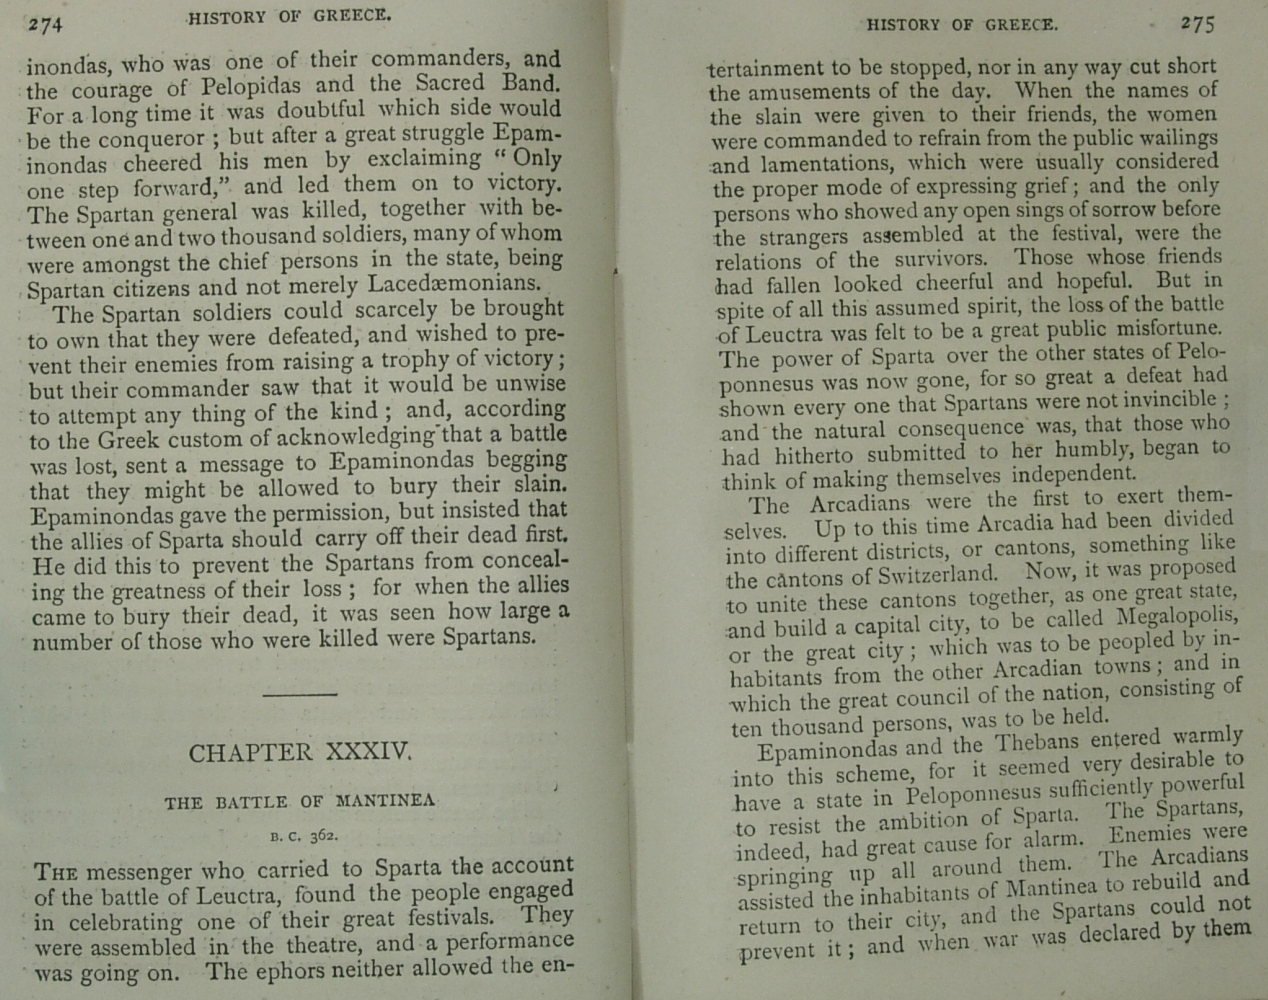 274
HISTORY OF GREECE.
inondas, who was one of their commanders, and
the courage of Pelopidas and the Sacred Band.
For a long time it was doubtful which side would
be the conqueror ; but after a great struggle Epam-
inondas cheered his men by exclaiming “ Only
one step forward,” and led them on to victory.
The Spartan general was killed, together with be-
tween one and two thousand soldiers, many of whom
were amongst the chief persons in the state, being
Spartan citizens and not merely Lacedæmonians.
The Spartan soldiers could scarcely be brought
to own that they were defeated, and wished to pre-
vent their enemies from raising a trophy of victory ;
but their commander saw that it would be unwise
to attempt any thing of the kind ; and, according
to the Greek custom of acknowledging that a battle
was lost, sent a message to Epaminondas begging
that they might be allowed to bury their slain.
Epaminondas gave the permission, but insisted that
the allies of Sparta should carry off their dead first.
He did this to prevent the Spartans from conceal-
ing the greatness of their loss ; for when the allies
came to bury their dead, it was seen how large a
number of those who were killed were Spartans.
CHAPTER XXXIV.
THE BATTLE OF MANTINEA
B. C. 362.
THE messenger who carried to Sparta the account
of the battle of Leuctra, found the people engaged
in celebrating one of their great festivals. They
were assembled in the theatre, and a performance
was going on. The ephors neither allowed the en-
HISTORY OF GREECE.
275
tertainment to be stopped, nor in any way cut short
the amusements of the day. When the names of
the slain were given to their friends, the women
were commanded to refrain from the public wailings
and lamentations, which were usually considered
the proper mode of expressing grief ; and the only
persons who showed any open sings of sorrow before
the strangers assembled at the festival, were the
relations of the survivors. Those whose friends
had fallen looked cheerful and hopeful. But in
spite of all this assumed spirit, the loss of the battle
of Leuctra was felt to be a great public misfortune.
The power of Sparta over the other states of Pelo-
ponnesus was now gone, for so great a defeat had
shown every one that Spartans were not invincible ;
and the natural consequence was, that those who
had hitherto submitted to her humbly, began to
think of making themselves independent.
The Arcadians were the first to exert them-
selves. Up to this time Arcadia had been divided
into different districts, or cantons, something like
the cantons of Switzerland. Now, it was proposed
to unite these cantons together, as one great state,
and build a capital city, to be called Megalopolis,
or the great city ; which was to be peopled by in-
habitants from the other Arcadian towns ; and in
which the great council of the nation, consisting of
ten thousand persons, was to be held.
Epaminondas and the Thebans entered warmly
into this scheme, for it seemed very desirable to
have a state in Peloponnesus sufficiently powerful
to resist the ambition of Sparta. The Spartans,
indeed, had great cause for alarm. Enemies were
springing up all around them. The Arcadians
assisted the inhabitants of Mantinea to rebuild and
return to their city, and the Spartans could not
prevent it ; and when war was declared by them